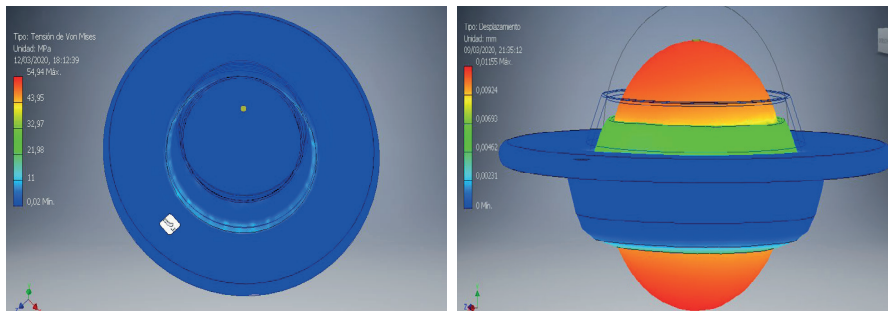 Tipo: Tensión de Von Mises
Unidad: MPa
12/03/2020, 18:12:39
54,94 Máx.
43,95
32,97
21,98
11
0,02 Mín.
Tipo: Desplazamento
Unidad: mm
09/03/2020, 21:35:12
0,01155 Máx
0,00924
0,00693
0,00462
0,00231
0 Mín.